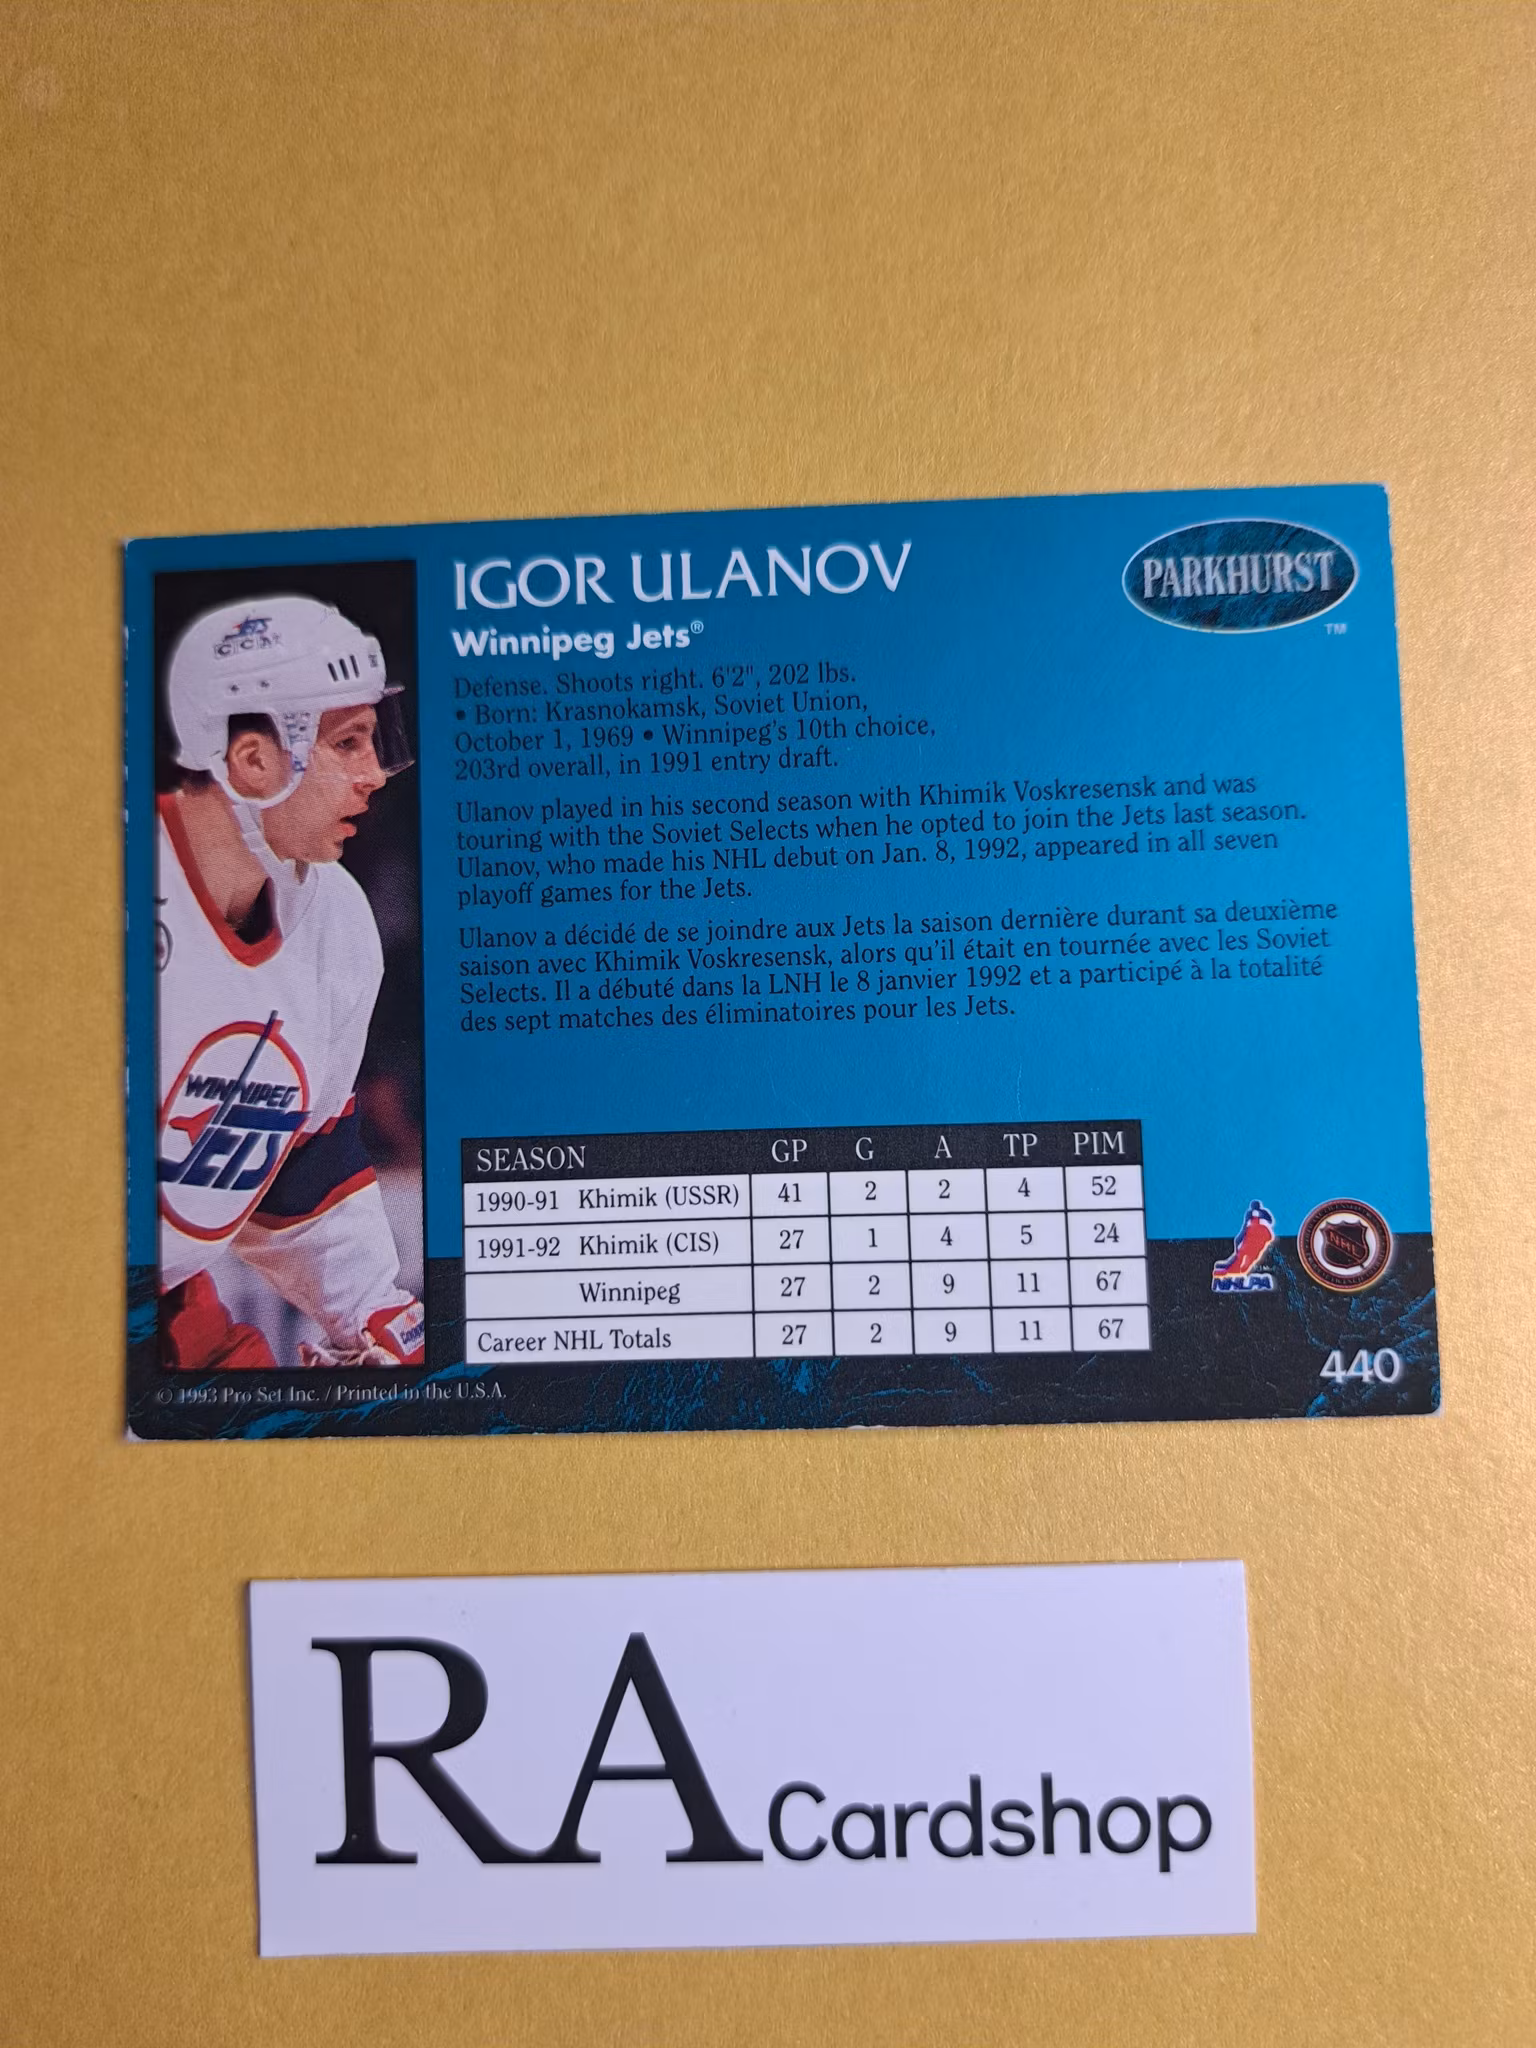 IGOR ULANOV
PARKHURST
TM
Winnipeg Jets®
Defense. Shoots right. 6'2", 202 lbs.
• Born: Krasnokamsk, Soviet Union,
October 1, 1969 • Winnipeg's 10th choice,
203rd overall, in 1991 entry draft.
Ulanov played in his second season with Khimik Voskresensk and was
touring with the Soviet Selects when he opted to join the Jets last season.
Ulanov, who made his NHL debut on Jan. 8, 1992, appeared in all seven
playoff games for the Jets.
Ulanov a décidé de se joindre aux Jets la saison dernière durant sa deuxième
saison avec Khimik Voskresensk, alors qu'il était en tournée avec les Soviet
Selects. Il a débuté dans la LNH le 8 janvier 1992 et a participé à la totalité
des sept matches des éliminatoires pour les Jets.
SEASON GP G A TP PIM
1990-91 Khimik (USSR) 41 2 2 4 52
1991-92 Khimik (CIS) 27 1 4 5 24
Winnipeg 27 2 9 11 67
Career NHL Totals 27 2 9 11 67
JETS
CCM
WINNIPEG
JETS
NHLPA
NHL
440
© 1993 Pro Set Inc. / Printed in the U.S.A.
RA Cardshop